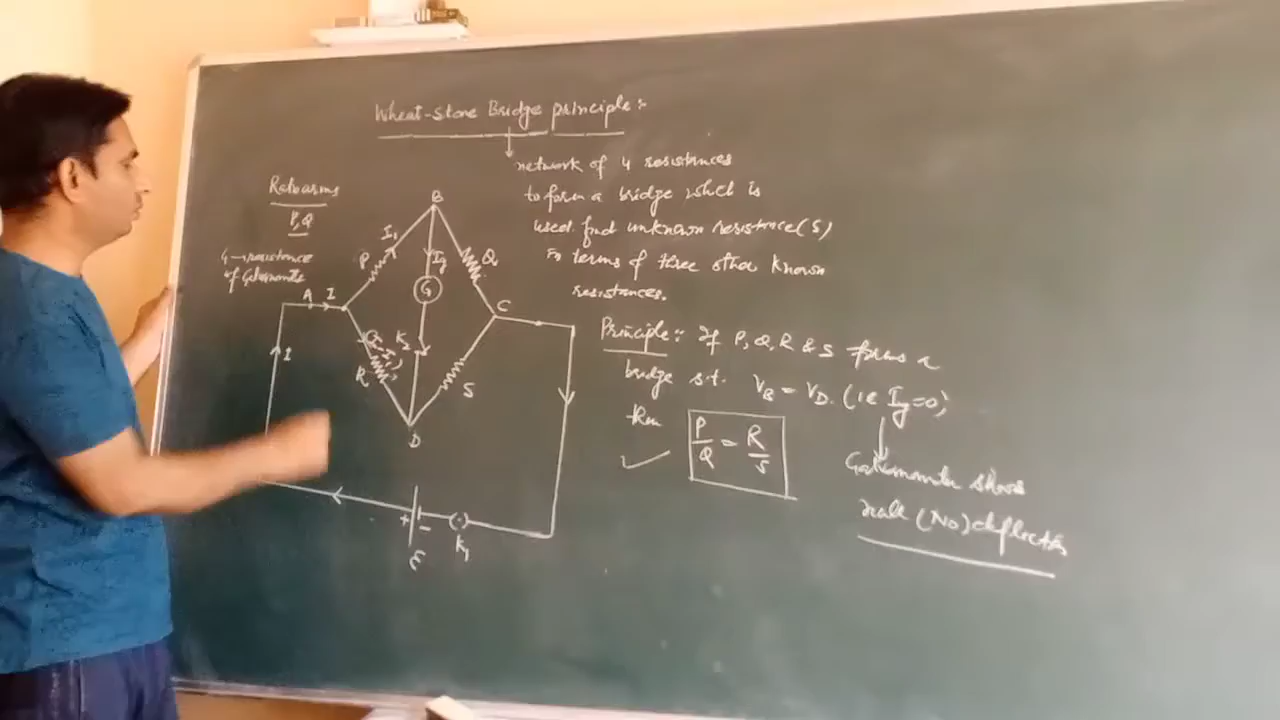 Wheat-stone Bridge principle:-
network of 4 resistances
to form a bridge which is
used find unknown resistance (S)
in terms of three other known
resistances.
Ratio arms
P, Q
G → resistance
of Galvanometer
B
I₁
P
Ig
G
Q
A
I
C
K₂
R
S
D
I
+
-
ε
K₁
Principle:- If P, Q, R & S forms a
bridge s.t. V_B = V_D. (i.e Ig=0)
then
P/Q = R/S
Galvanometer shows
null (No) deflection